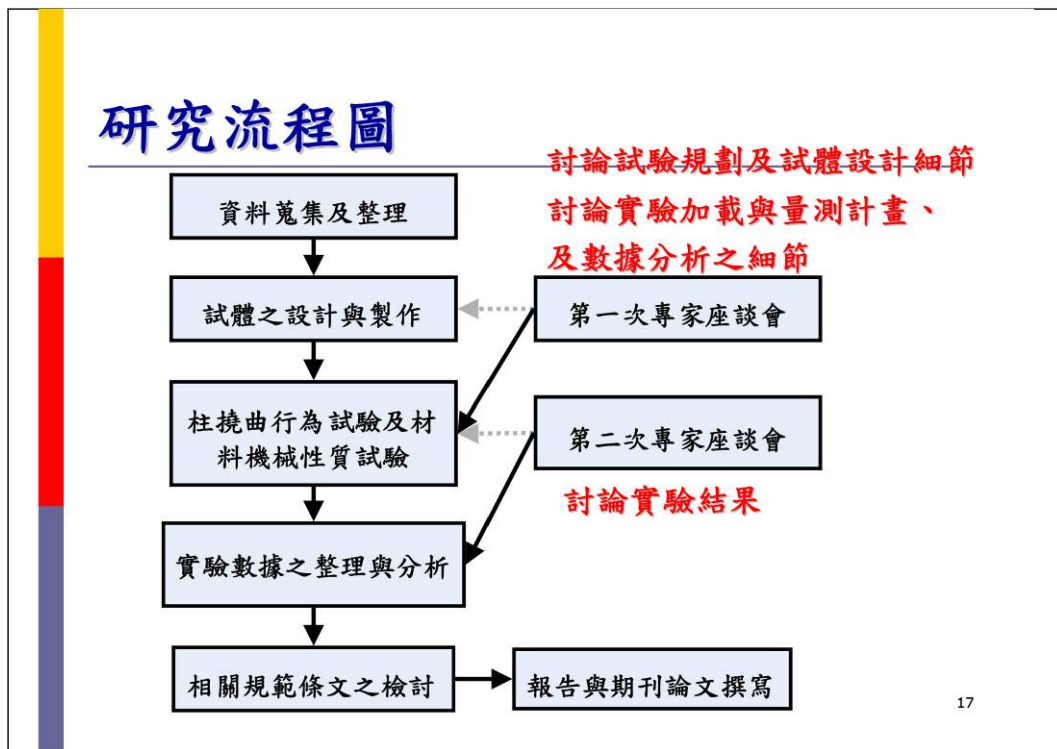 研究流程圖
討論試驗規劃及試體設計細節
討論實驗加載與量測計畫、
及數據分析之細節
資料蒐集及整理
試體之設計與製作
第一次專家座談會
柱撓曲行為試驗及材
料機械性質試驗
第二次專家座談會
討論實驗結果
實驗數據之整理與分析
相關規範條文之檢討
報告與期刊論文撰寫
17